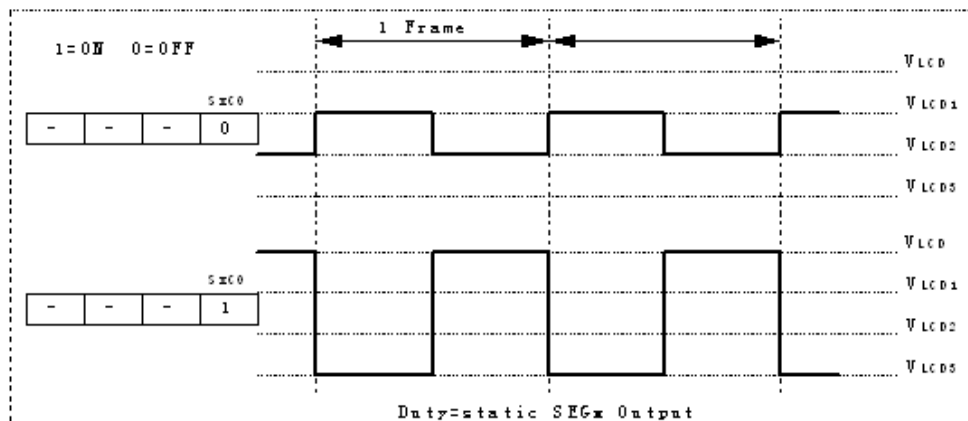 1 Frame
1=ON 0=OFF
VLCD
SxC0
VLCD1
- - - 0
VLCD2
VLCD3
VLCD
SxC0
VLCD1
- - - 1
VLCD2
VLCD3
Duty=static SEGx Output